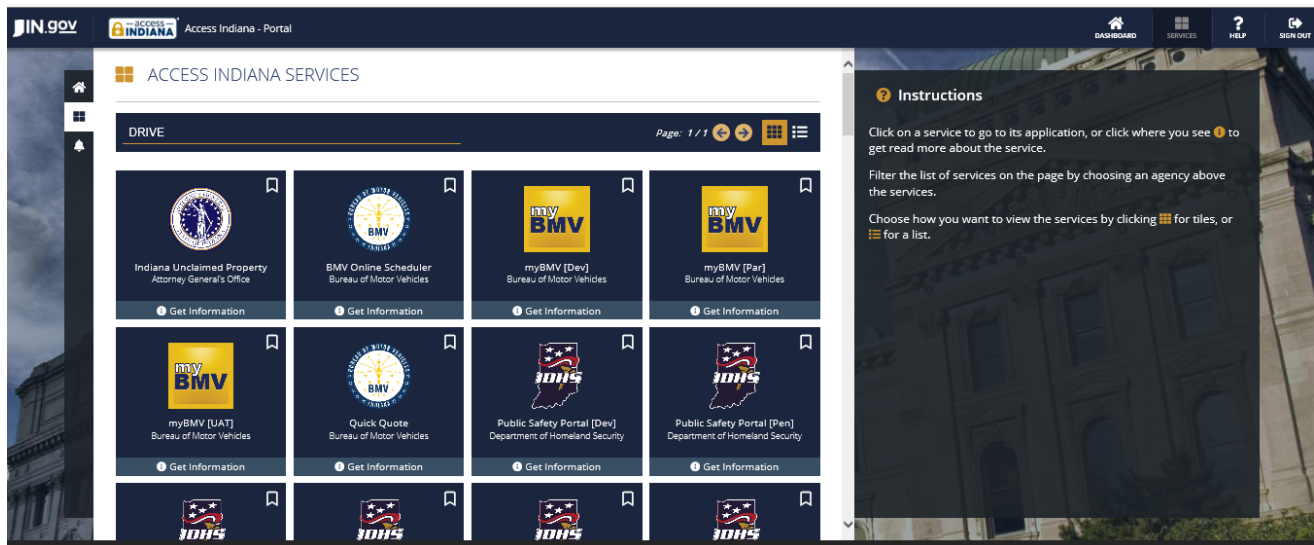 IN.gov
access
INDIANA
Access Indiana - Portal
DASHBOARD
SERVICES
?
HELP
SIGN OUT
ACCESS INDIANA SERVICES
DRIVE
Page: 1/1
Indiana Unclaimed Property
Attorney General's Office
Get Information
BMV
BMV Online Scheduler
Bureau of Motor Vehicles
Get Information
my
BMV
myBMV [Dev]
Bureau of Motor Vehicles
Get Information
my
BMV
myBMV [Par]
Bureau of Motor Vehicles
Get Information
my
BMV
myBMV [UAT]
Bureau of Motor Vehicles
Get Information
BUREAU OF MOTOR VEHICLES
BMV
INDIANA
Quick Quote
Bureau of Motor Vehicles
Get Information
IDHS
Public Safety Portal [Dev]
Department of Homeland Security
Get Information
IDHS
Public Safety Portal [Pen]
Department of Homeland Security
Get Information
IDHS
IDHS
IDHS
IDHS
? Instructions
Click on a service to go to its application, or click where you see i to
get read more about the service.
Filter the list of services on the page by choosing an agency above
the services.
Choose how you want to view the services by clicking for tiles, or
for a list.